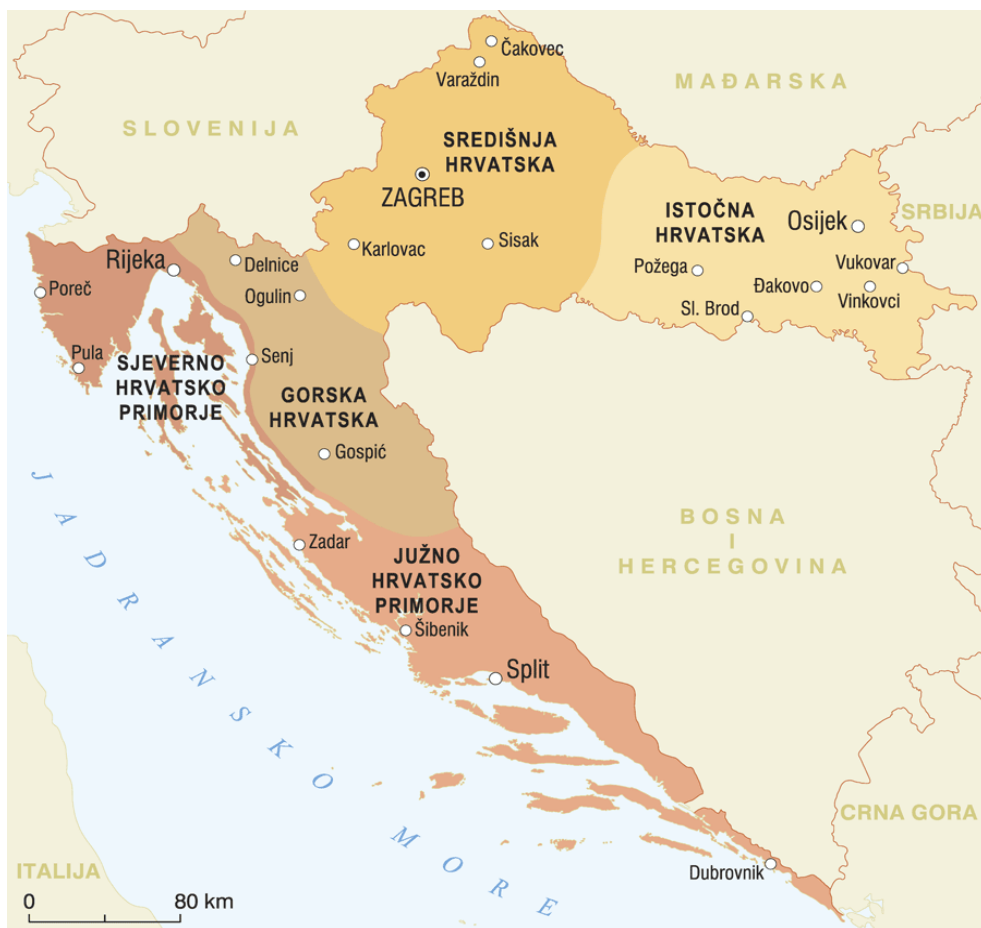 Čakovec
Varaždin
MAĐARSKA
SLOVENIJA
SREDIŠNJA
HRVATSKA
ZAGREB
ISTOČNA
HRVATSKA
Osijek
SRBIJA
Karlovac
Sisak
Rijeka
Delnice
Požega
Vukovar
Poreč
Ogulin
Đakovo
Vinkovci
Sl. Brod
Pula
Senj
SJEVERNO
HRVATSKO
PRIMORJE
GORSKA
HRVATSKA
Gospić
JADRANSKO MORE
BOSNA
I
HERCEGOVINA
Zadar
JUŽNO
HRVATSKO
PRIMORJE
Šibenik
Split
CRNA GORA
ITALIJA
Dubrovnik
0 80 km